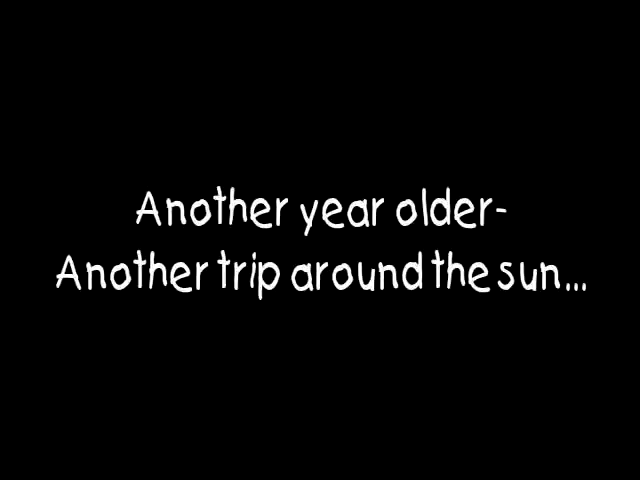 Another year older-
Another trip around the sun...